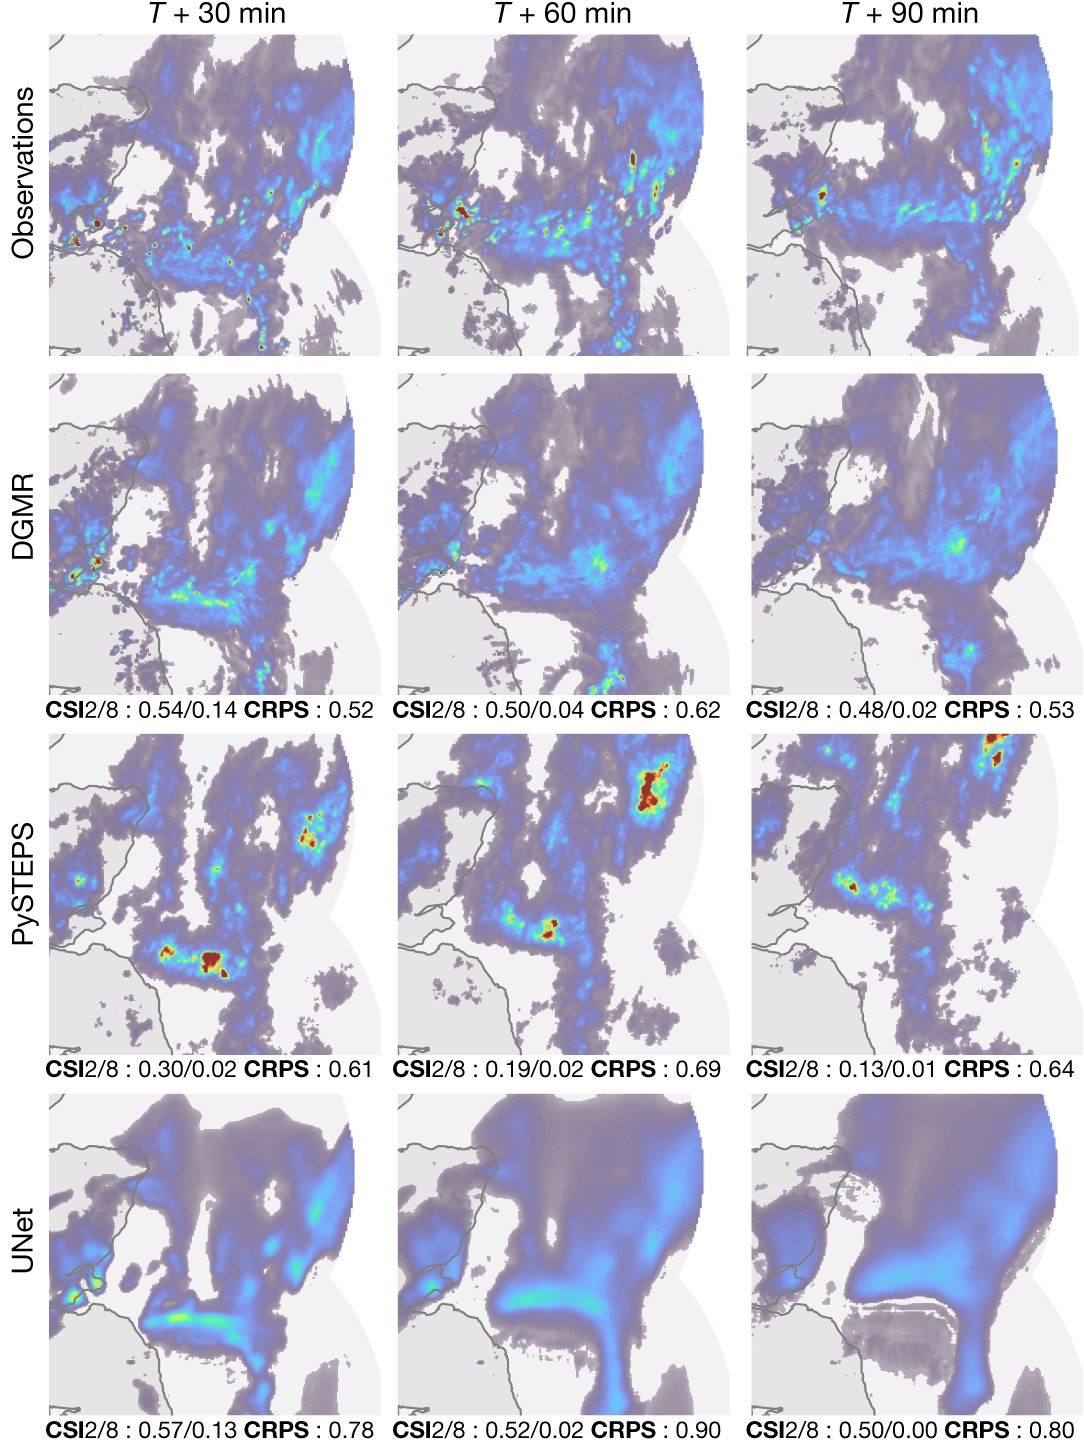 T + 30 min T + 60 min T + 90 min
Observations
DGMR
CSI2/8 : 0.54/0.14 CRPS : 0.52 CSI2/8 : 0.50/0.04 CRPS : 0.62 CSI2/8 : 0.48/0.02 CRPS : 0.53
PySTEPS
CSI2/8 : 0.30/0.02 CRPS : 0.61 CSI2/8 : 0.19/0.02 CRPS : 0.69 CSI2/8 : 0.13/0.01 CRPS : 0.64
UNet
CSI2/8 : 0.57/0.13 CRPS : 0.78 CSI2/8 : 0.52/0.02 CRPS : 0.90 CSI2/8 : 0.50/0.00 CRPS : 0.80